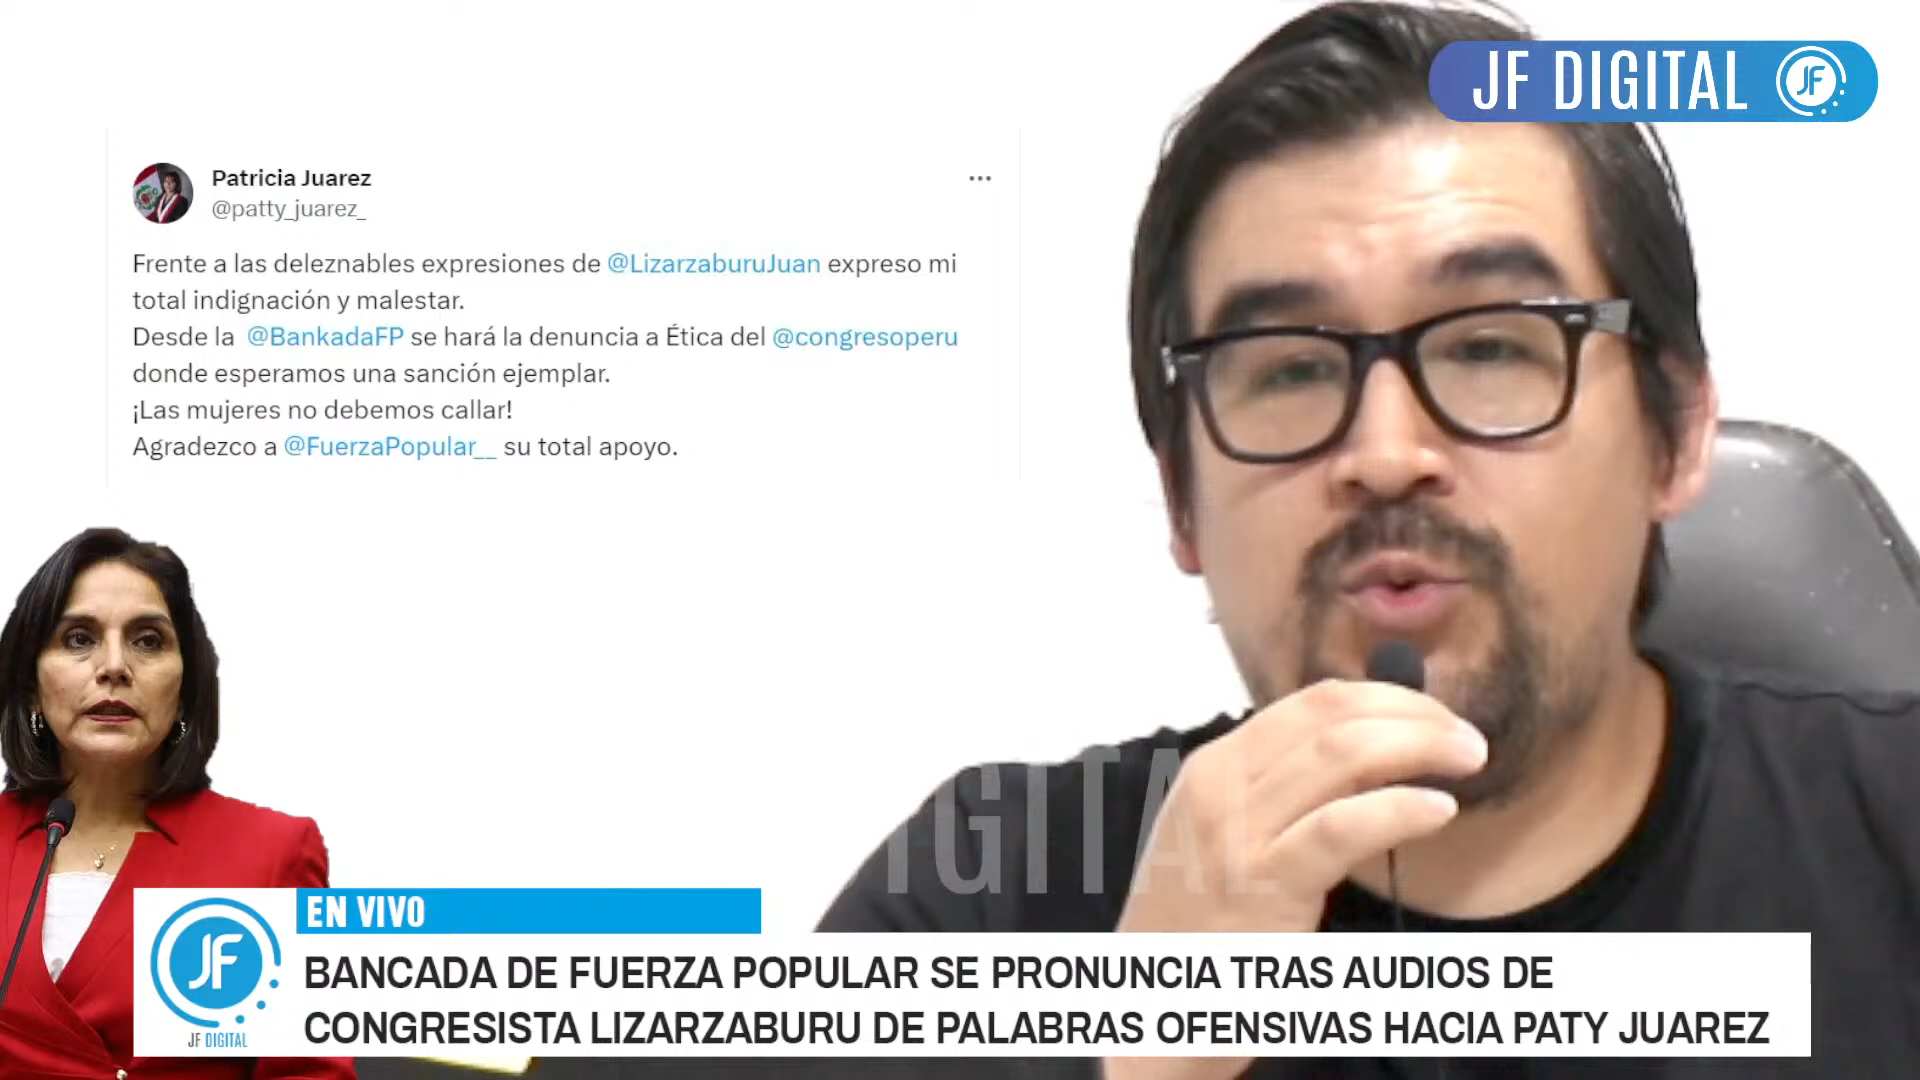 JF DIGITAL JF
Patricia Juarez
@patty_juarez_
Frente a las deleznables expresiones de @LizarzaburuJuan expreso mi
total indignación y malestar.
Desde la @BankadaFP se hará la denuncia a Ética del @congresoperu
donde esperamos una sanción ejemplar.
¡Las mujeres no debemos callar!
Agradezco a @FuerzaPopular__ su total apoyo.
IGITAL
EN VIVO
JF
JF DIGITAL
BANCADA DE FUERZA POPULAR SE PRONUNCIA TRAS AUDIOS DE
CONGRESISTA LIZARZABURU DE PALABRAS OFENSIVAS HACIA PATY JUAREZ